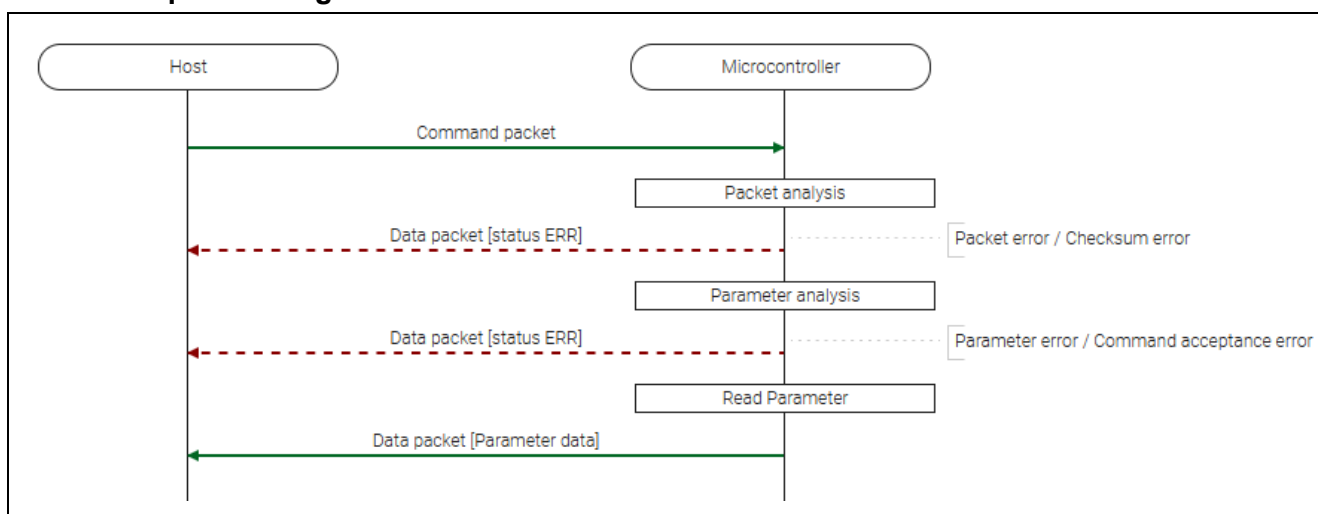 Host
Microcontroller
Command packet
Packet analysis
Data packet [status ERR]
Packet error / Checksum error
Parameter analysis
Data packet [status ERR]
Parameter error / Command acceptance error
Read Parameter
Data packet [Parameter data]